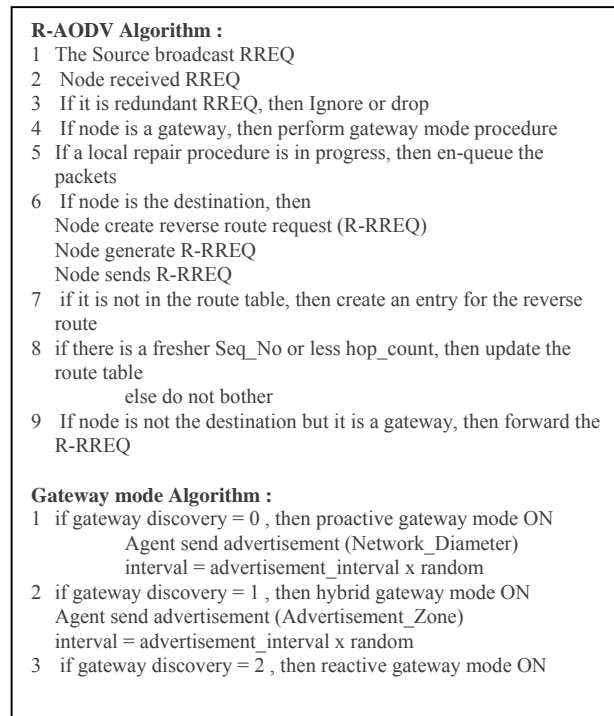 R-AODV Algorithm :
1 The Source broadcast RREQ
2 Node received RREQ
3 If it is redundant RREQ, then Ignore or drop
4 If node is a gateway, then perform gateway mode procedure
5 If a local repair procedure is in progress, then en-queue the
packets
6 If node is the destination, then
Node create reverse route request (R-RREQ)
Node generate R-RREQ
Node sends R-RREQ
7 if it is not in the route table, then create an entry for the reverse
route
8 if there is a fresher Seq_No or less hop_count, then update the
route table
else do not bother
9 If node is not the destination but it is a gateway, then forward the
R-RREQ
Gateway mode Algorithm :
1 if gateway discovery = 0 , then proactive gateway mode ON
Agent send advertisement (Network_Diameter)
interval = advertisement_interval x random
2 if gateway discovery = 1 , then hybrid gateway mode ON
Agent send advertisement (Advertisement_Zone)
interval = advertisement_interval x random
3 if gateway discovery = 2 , then reactive gateway mode ON